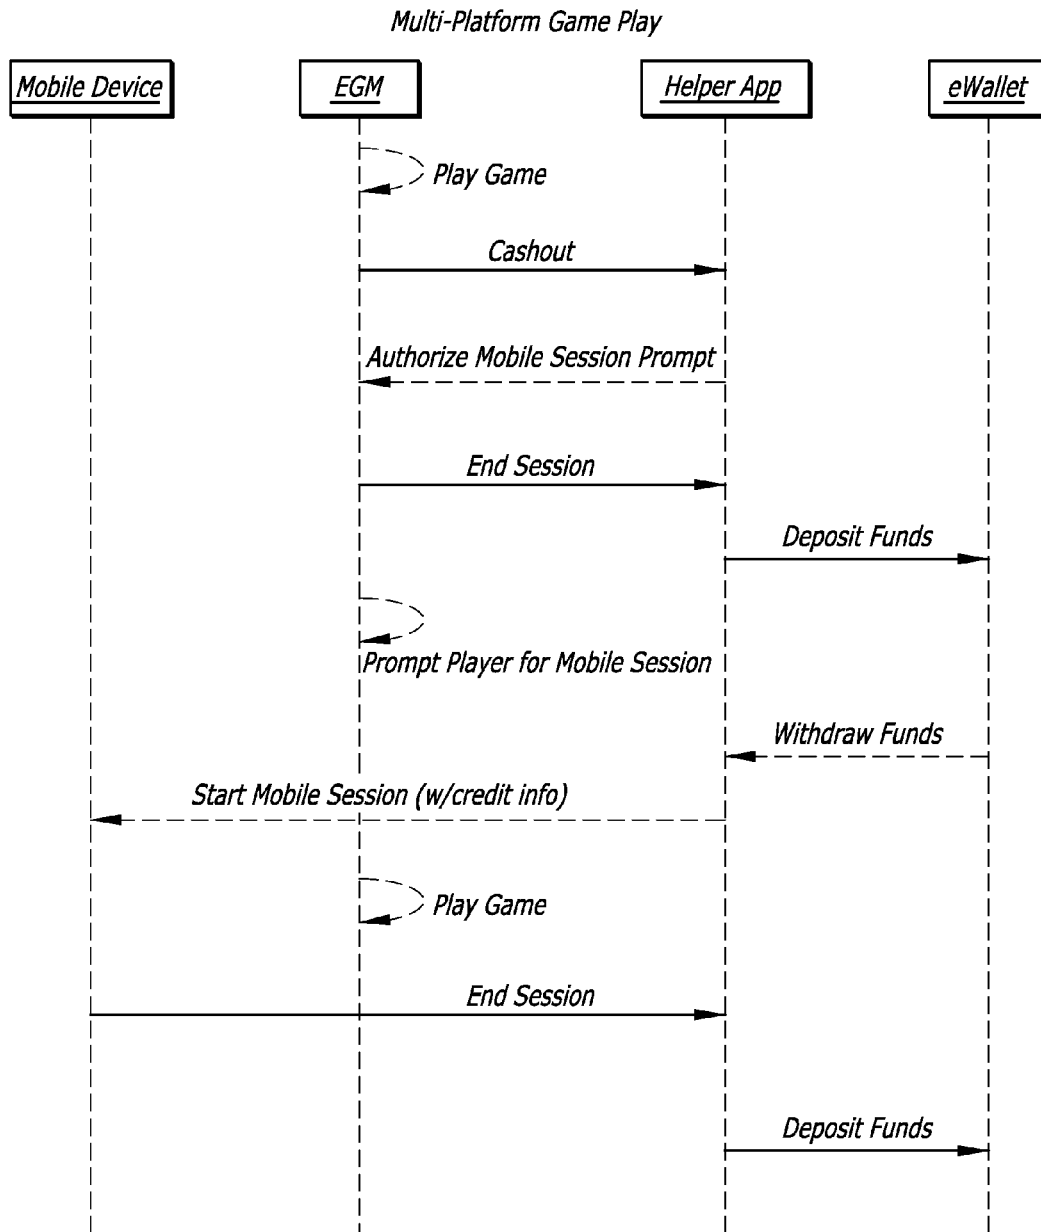 Multi-Platform Game Play
Mobile Device
EGM
Helper App
eWallet
Play Game
Cashout
Authorize Mobile Session Prompt
End Session
Deposit Funds
Prompt Player for Mobile Session
Withdraw Funds
Start Mobile Session (w/credit info)
Play Game
End Session
Deposit Funds